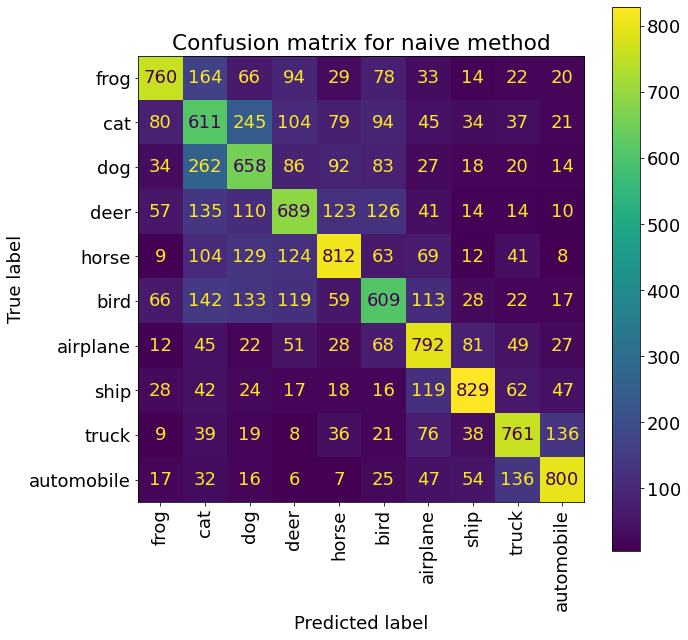 Confusion matrix for naive method
frog 760 164 66 94 29 78 33 14 22 20
cat 80 611 245 104 79 94 45 34 37 21
dog 34 262 658 86 92 83 27 18 20 14
deer 57 135 110 689 123 126 41 14 14 10
horse 9 104 129 124 812 63 69 12 41 8
bird 66 142 133 119 59 609 113 28 22 17
airplane 12 45 22 51 28 68 792 81 49 27
ship 28 42 24 17 18 16 119 829 62 47
truck 9 39 19 8 36 21 76 38 761 136
automobile 17 32 16 6 7 25 47 54 136 800
frog cat dog deer horse bird airplane ship truck automobile
Predicted label
True label
800
700
600
500
400
300
200
100